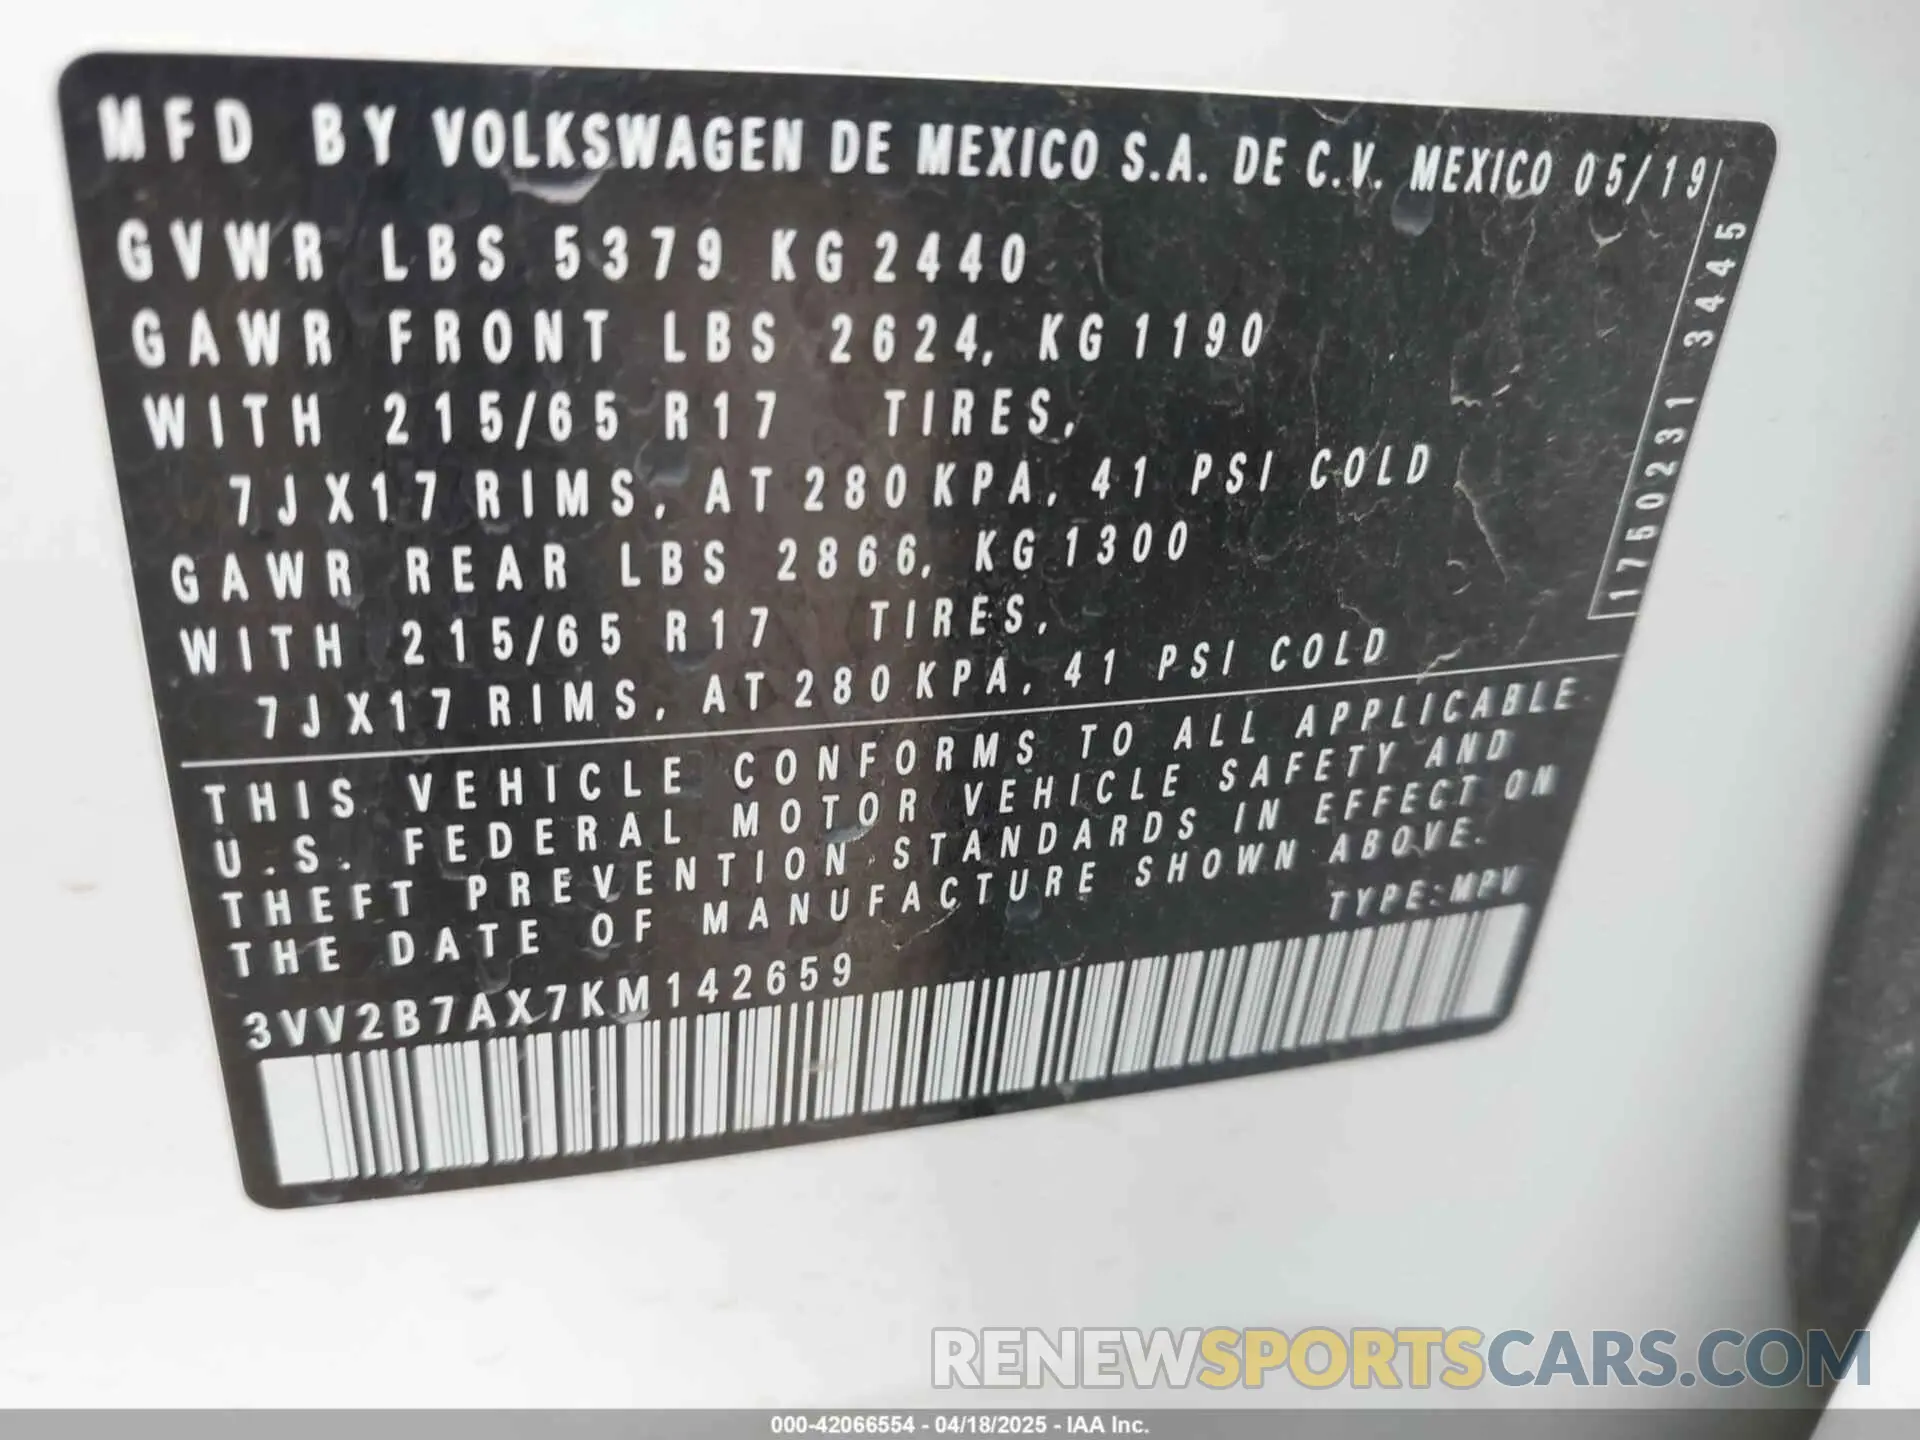 MFD BY VOLKSWAGEN DE MEXICO S.A. DE C.V. MEXICO 05/19
GVWR LBS 5379 KG 2440
GAWR FRONT LBS 2624, KG 1190
WITH 215/65 R17 TIRES,
7JX17 RIMS, AT 280 KPA, 41 PSI COLD
GAWR REAR LBS 2866, KG 1300
WITH 215/65 R17 TIRES,
7JX17 RIMS, AT 280 KPA, 41 PSI COLD
1750231 3445
THIS VEHICLE CONFORMS TO ALL APPLICABLE
U.S. FEDERAL MOTOR VEHICLE SAFETY AND
THEFT PREVENTION STANDARDS IN EFFECT ON
THE DATE OF MANUFACTURE SHOWN ABOVE.
TYPE: MPV
3VV2B7AX7KM142659
RENEWSPORTSCARS.COM
000-42066554 - 04/18/2025 - IAA Inc.